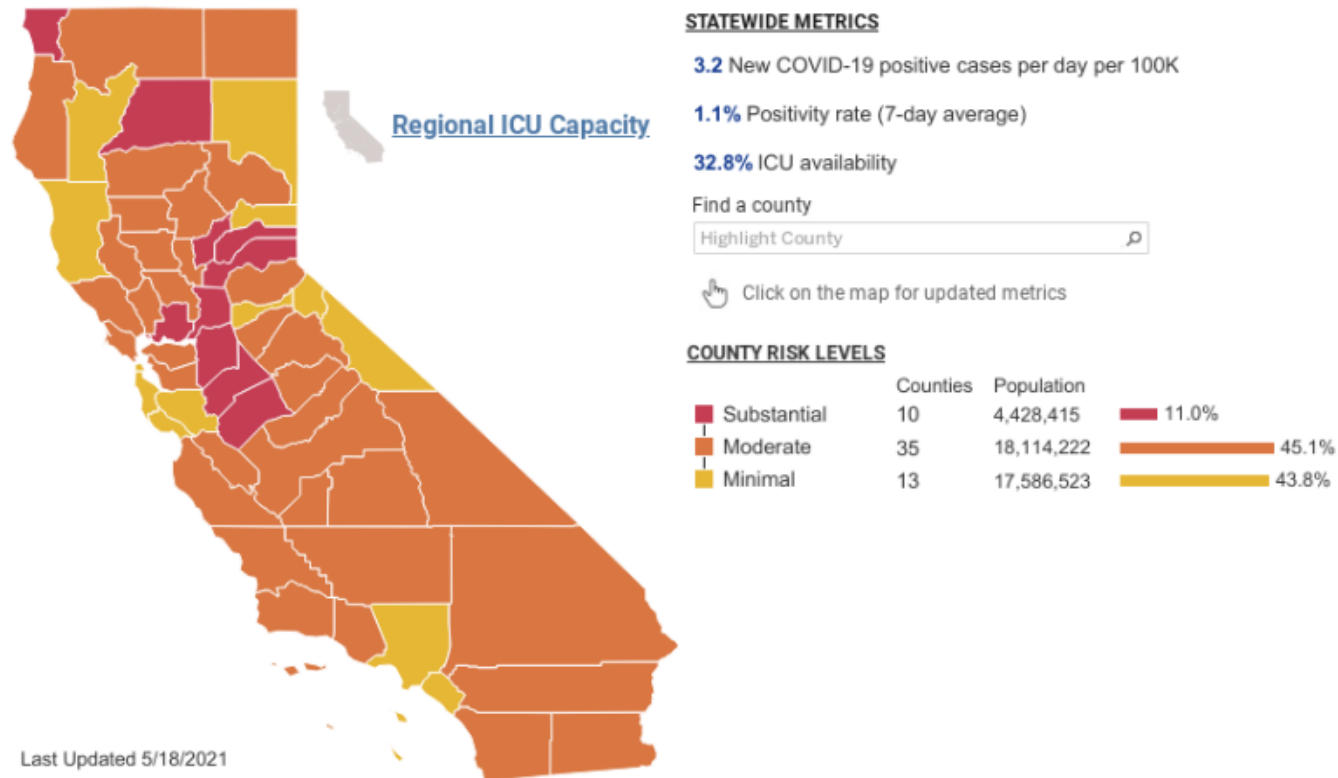 STATEWIDE METRICS
3.2 New COVID-19 positive cases per day per 100K
Regional ICU Capacity
1.1% Positivity rate (7-day average)
32.8% ICU availability
Find a county
Highlight County
Click on the map for updated metrics
COUNTY RISK LEVELS
Counties Population
Substantial 10 4,428,415 11.0%
Moderate 35 18,114,222 45.1%
Minimal 13 17,586,523 43.8%
Last Updated 5/18/2021